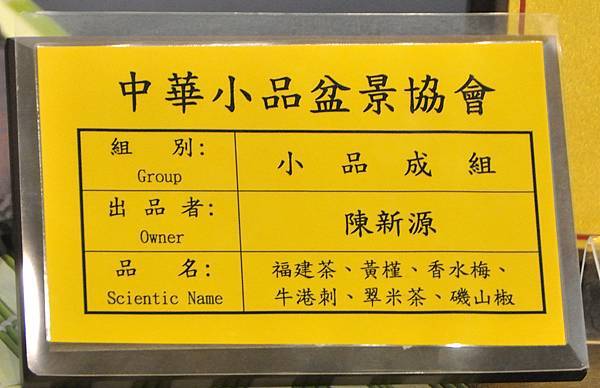 中華小品盆景協會
組 別:
Group
小 品 成 組
出 品 者:
Owner
陳新源
品 名:
Scientic Name
福建茶、黃槿、香水梅、
牛港刺、翠米茶、磯山椒